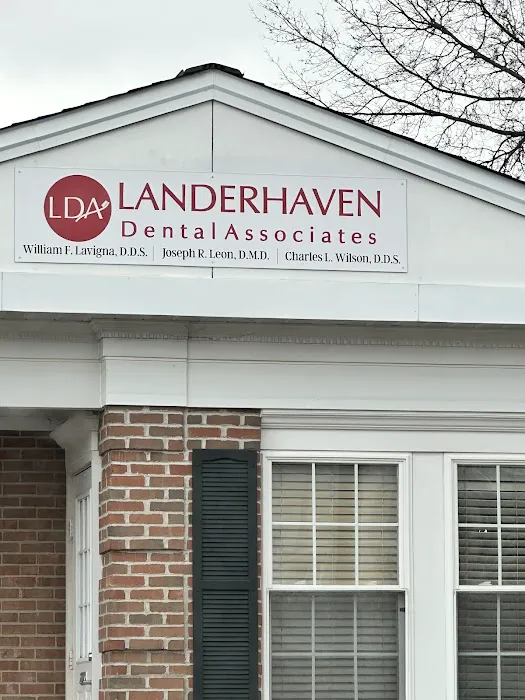 LDA
LANDERHAVEN
Dental Associates
William F. Lavigna, D.D.S. | Joseph R. Leon, D.M.D. | Charles L. Wilson, D.D.S.